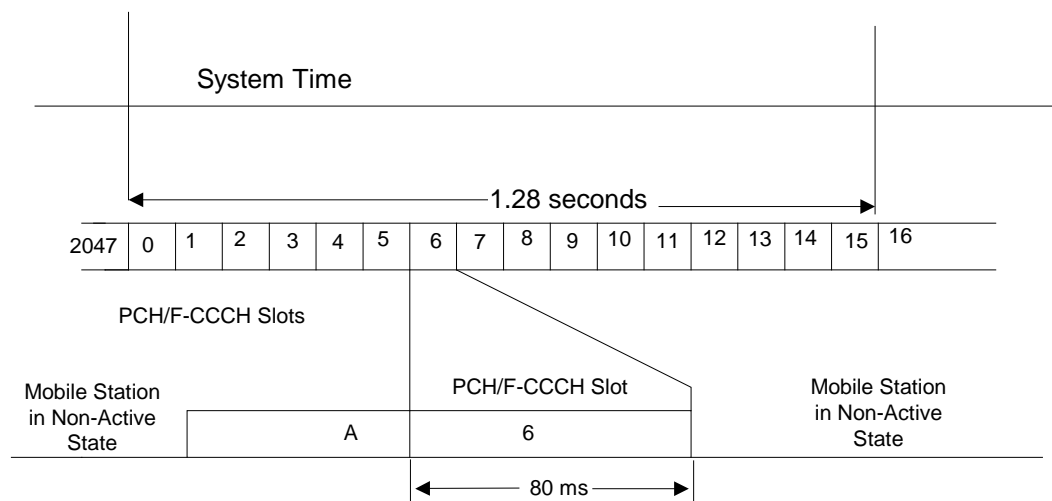 System Time
1.28 seconds
2047 0 1 2 3 4 5 6 7 8 9 10 11 12 13 14 15 16
PCH/F-CCCH Slots
Mobile Station
in Non-Active
State
PCH/F-CCCH Slot
Mobile Station
in Non-Active
State
A 6
80 ms